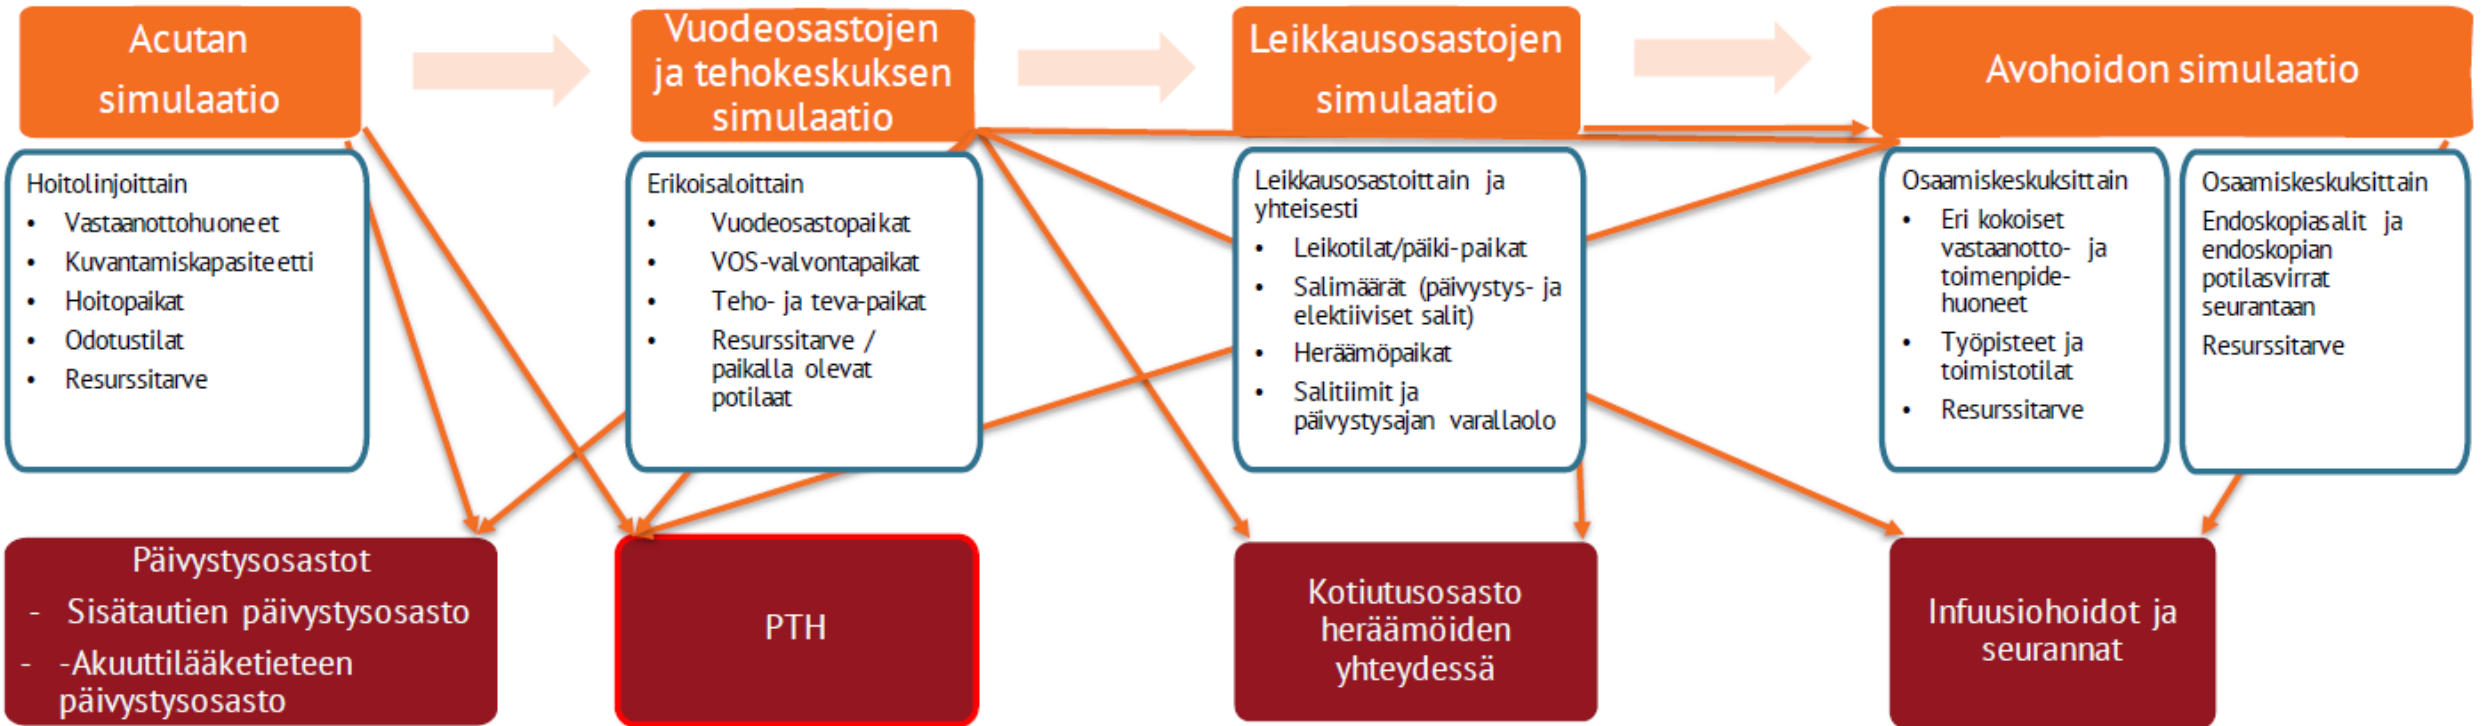 Acutan
simulaatio
Vuodeosastojen
ja tehokeskuksen
simulaatio
Leikkausosastojen
simulaatio
Avohoidon simulaatio
Hoitolinjoittain
• Vastaanottohuoneet
• Kuvantamiskapasiteetti
• Hoitopaikat
• Odotustilat
• Resurssitarve
Erikoisaloittain
• Vuodeosastopaikat
• VOS-valvontapaikat
• Teho- ja teva-paikat
• Resurssitarve /
paikalla olevat
potilaat
Leikkausosastoittain ja
yhteisesti
• Leikotilat/päiki-paikat
• Salimäärät (päivystys- ja
elektiiviset salit)
• Heräämöpaikat
• Salitiimit ja
päivystysajan varallaolo
Osaamiskeskuksittain
• Eri kokoiset
vastaanotto- ja
toimenpide-
huoneet
• Työpisteet ja
toimistotilat
• Resurssitarve
Osaamiskeskuksittain
Endoskopiasalit ja
endoskopian
potilasvirrat
seurantaan
Resurssitarve
Päivystysosastot
- Sisätautien päivystysosasto
- -Akuuttilääketieteen
päivystysosasto
PTH
Kotiutusosasto
heräämöiden
yhteydessä
Infuusiohoidot ja
seurannat